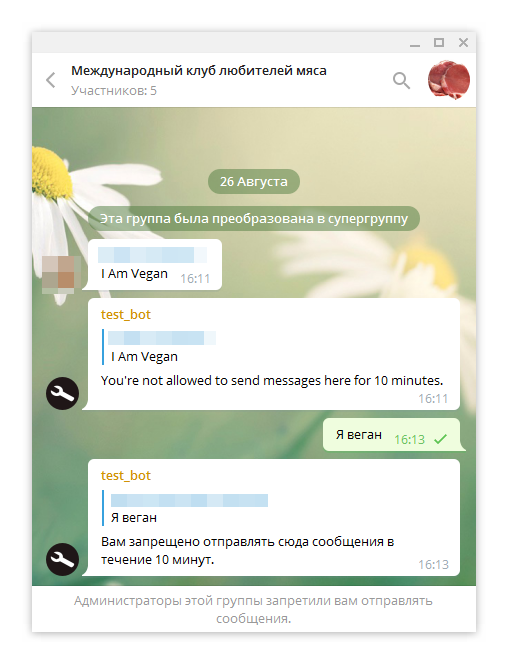 Международный клуб любителей мяса
Участников: 5
26 Августа
Эта группа была преобразована в супергруппу
I Am Vegan 16:11
test_bot
I Am Vegan
You're not allowed to send messages here for 10 minutes.
16:11
Я веган 16:13
test_bot
Я веган
Вам запрещено отправлять сюда сообщения в
течение 10 минут.
16:13
Администраторы этой группы запретили вам отправлять
сообщения.